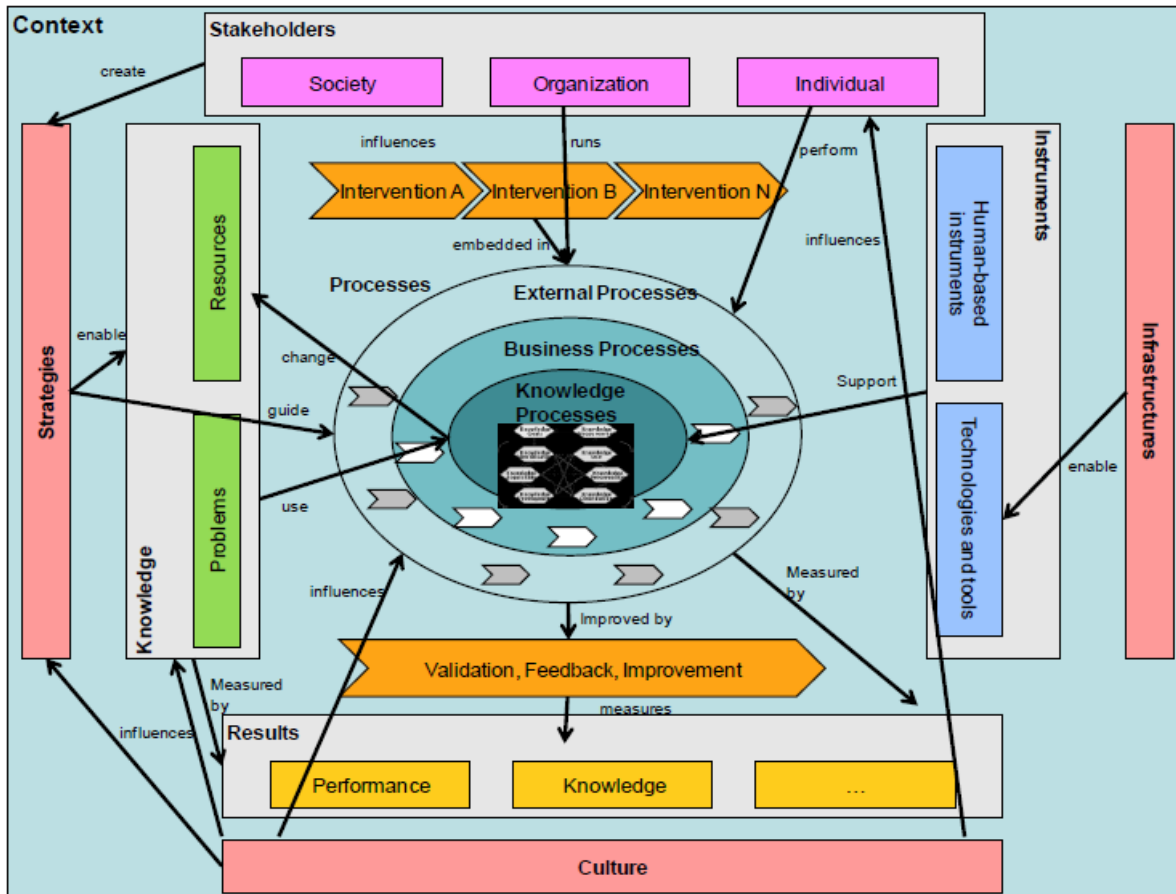 Context
Stakeholders
create
Society
Organization
Individual
influences
runs
perform
Instruments
Intervention A
Intervention B
Intervention N
Human-based
instruments
Resources
embedded in
influences
Processes
External Processes
Infrastructures
Strategies
enable
change
Business Processes
Support
Knowledge
Processes
guide
Technologies and tools
enable
use
Problems
Knowledge
influences
Measured
by
Improved by
Validation, Feedback, Improvement
Measured
by
measures
influences
Results
Performance
Knowledge
...
Culture